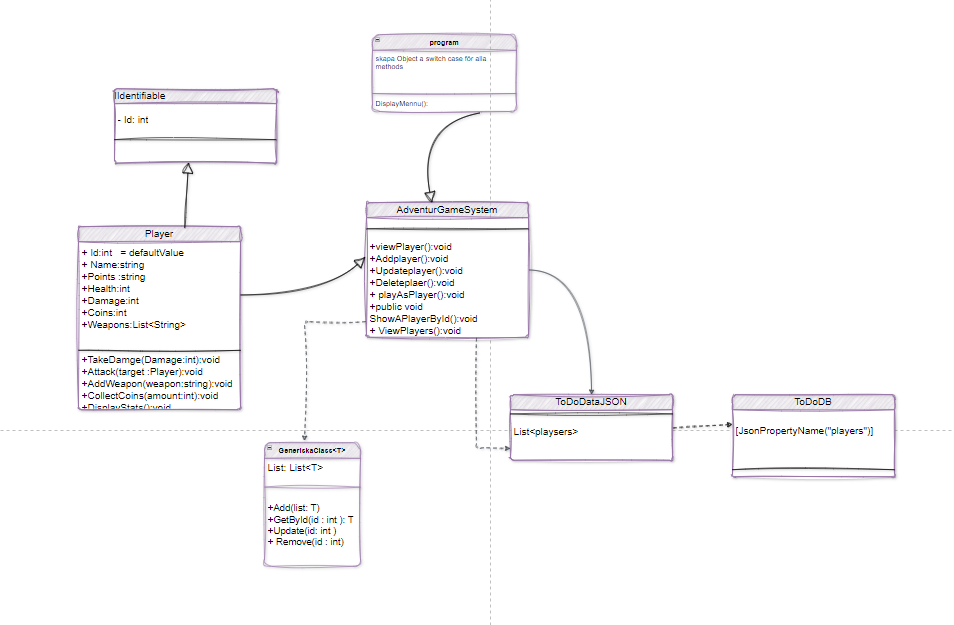 program
skapa Object a switch case för alla
methods
DisplayMennu():
IIdentifiable
- Id: int
AdventurGameSystem
+viewPlayer():void
+Addplayer():void
+Updateplayer():void
+Deleteplaer():void
+ playAsPlayer():void
+public void
ShowAPlayerById():void
+ ViewPlayers():void
Player
+ Id:int = defaultValue
+ Name:string
+Points :string
+Health:int
+Damage:int
+Coins:int
+Weapons:List<String>
+TakeDamge(Damage:int):void
+Attack(target :Player):void
+AddWeapon(weapon:string):void
+CollectCoins(amount:int):void
+DisplayStats():void
ToDoDataJSON
List<playsers>
ToDoDB
[JsonPropertyName("players")]
GeneriskaClass<T>
List: List<T>
+Add(list: T)
+GetById(id : int ): T
+Update(id: int )
+ Remove(id : int)